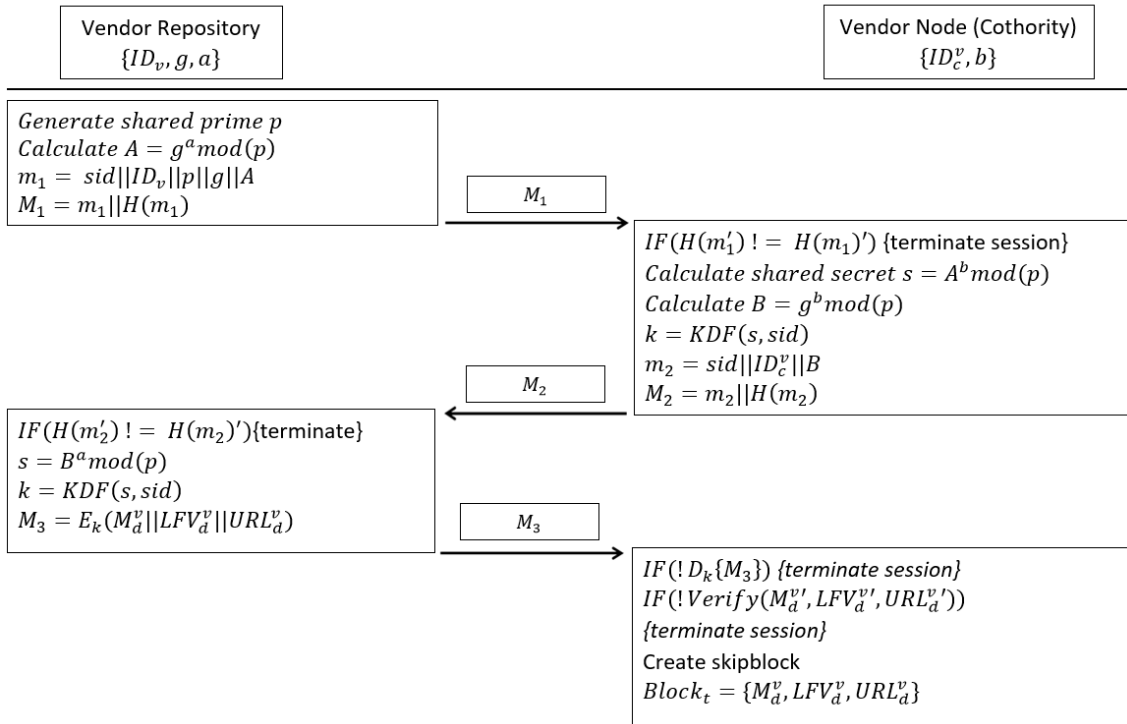 Vendor Repository
{ID_v, g, a}
Vendor Node (Cothority)
{ID_c^v, b}
Generate shared prime p
Calculate A = g^a mod(p)
m_1 = sid||ID_v||p||g||A
M_1 = m_1||H(m_1)
M_1
IF(H(m_1′) != H(m_1)′) {terminate session}
Calculate shared secret s = A^b mod(p)
Calculate B = g^b mod(p)
k = KDF(s, sid)
m_2 = sid||ID_c^v||B
M_2 = m_2||H(m_2)
M_2
IF(H(m_2′) != H(m_2)′){terminate}
s = B^a mod(p)
k = KDF(s, sid)
M_3 = E_k(M_d^v||LFV_d^v||URL_d^v)
M_3
IF(! D_k{M_3}) {terminate session}
IF(! Verify(M_d^v′, LFV_d^v′, URL_d^v′))
{terminate session}
Create skipblock
Block_t = {M_d^v, LFV_d^v, URL_d^v}